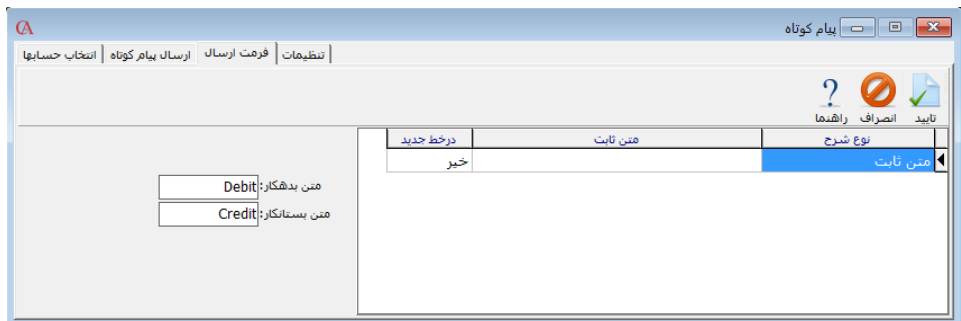 پیام کوتاه
انتخاب حسابها ارسال پیام کوتاه فرمت ارسال تنظیمات
تایید انصراف راهنما
نوع شرح متن ثابت درخط جدید
متن ثابت خیر
متن بدهکار: Debit
متن بستانکار: Credit